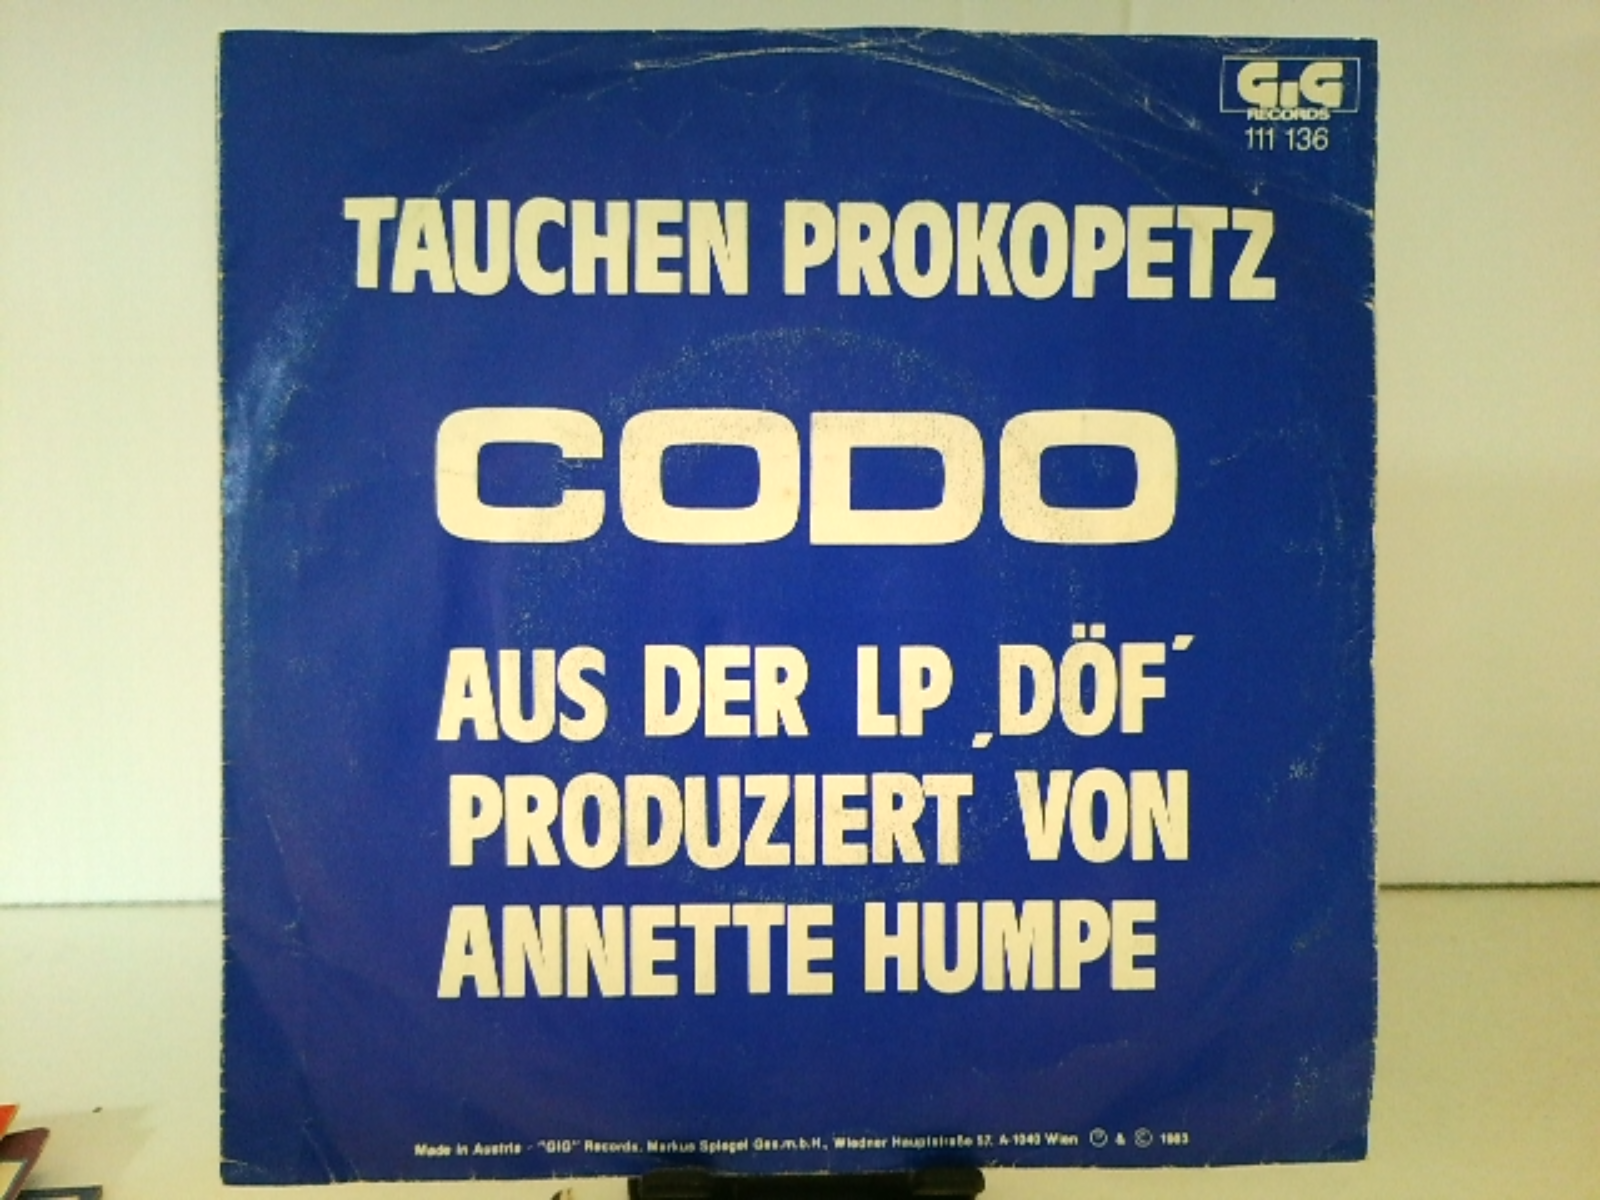 GiG
RECORDS
111 136
TAUCHEN PROKOPETZ
CODO
AUS DER LP ‚DÖF´
PRODUZIERT VON
ANNETTE HUMPE
Made in Austria - "GIG" Records, Markus Spiegel Ges.m.b.H., Wiedner Hauptstraße 57, A-1040 Wien ℗ & © 1983